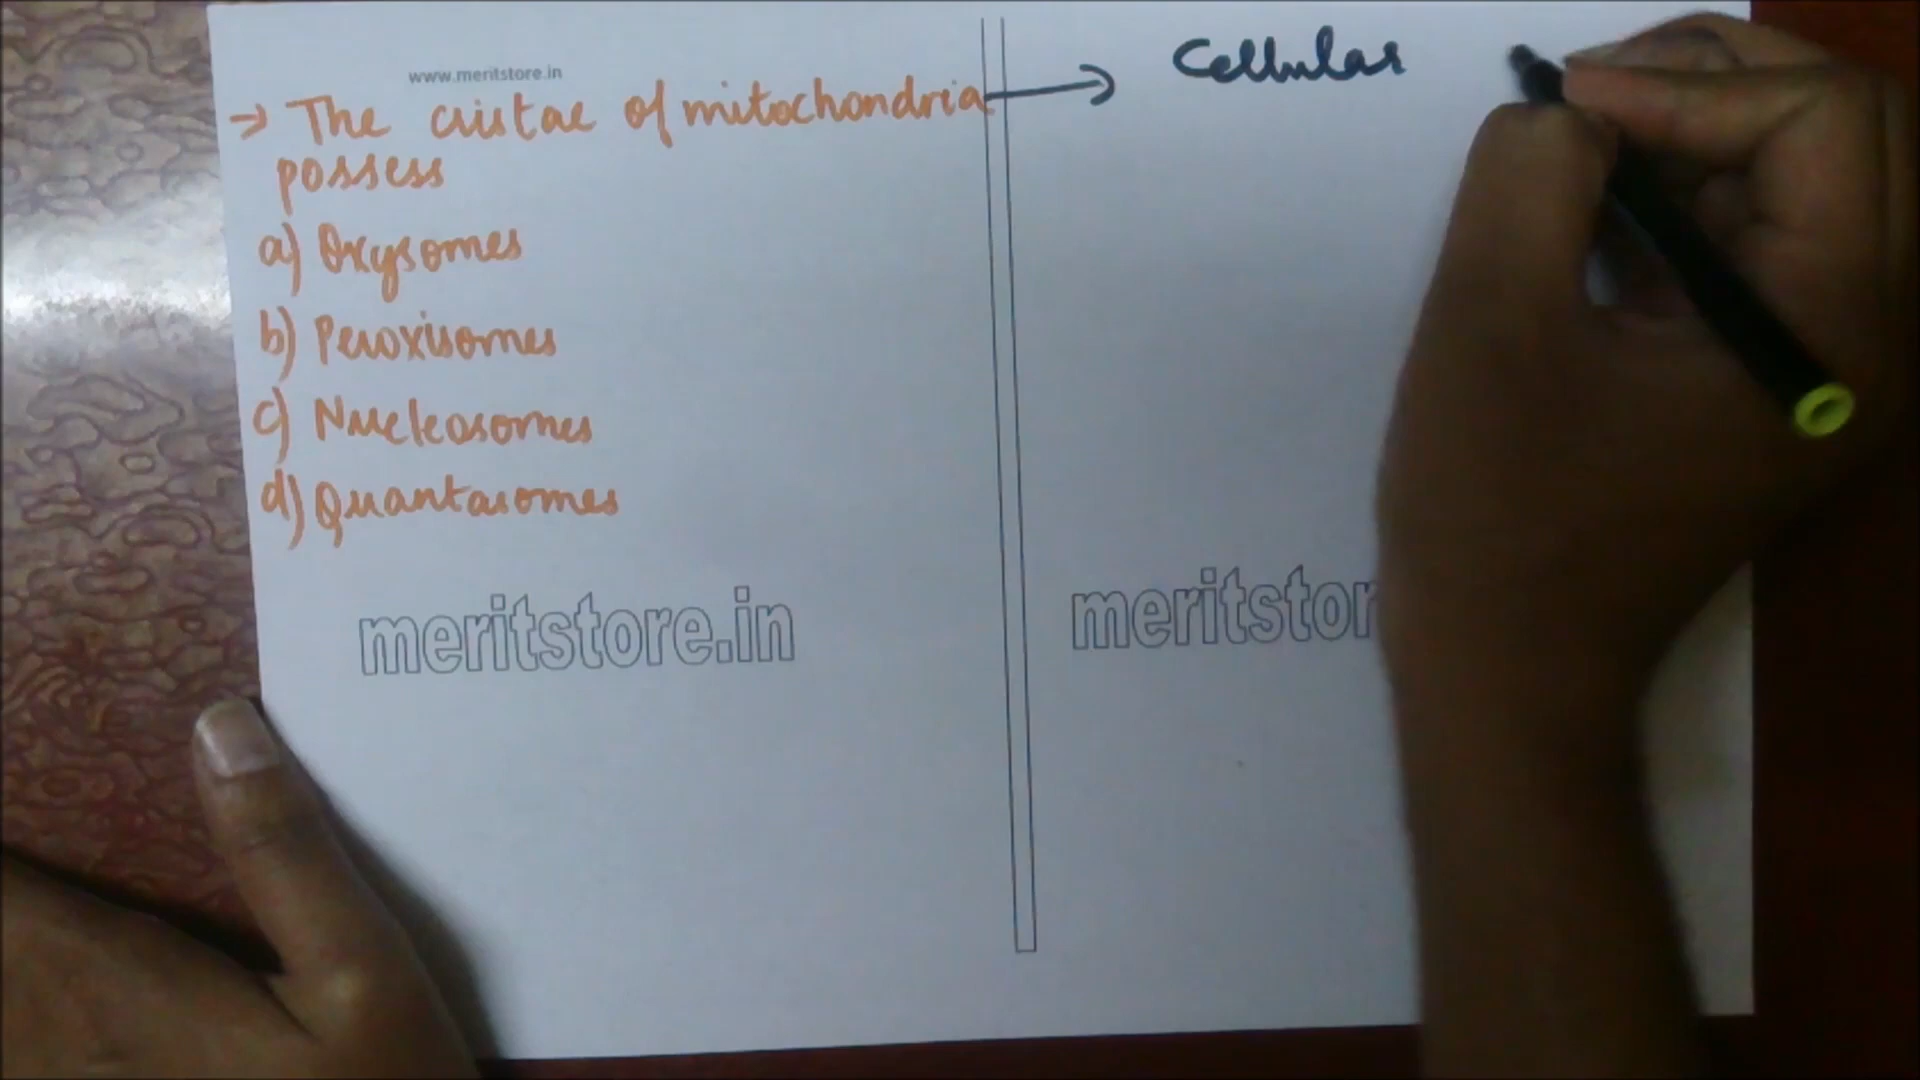 www.meritstore.in
→ The cristae of mitochondria → Cellular
possess
a) Oxysomes
b) Peroxisomes
c) Nucleosomes
d) Quantasomes
meritstore.in meritstor